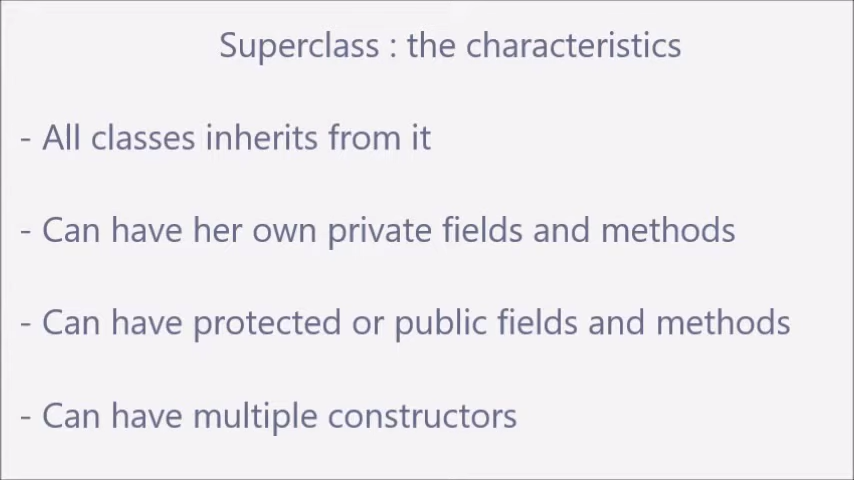 Superclass : the characteristics
- All classes inherits from it
- Can have her own private fields and methods
- Can have protected or public fields and methods
- Can have multiple constructors